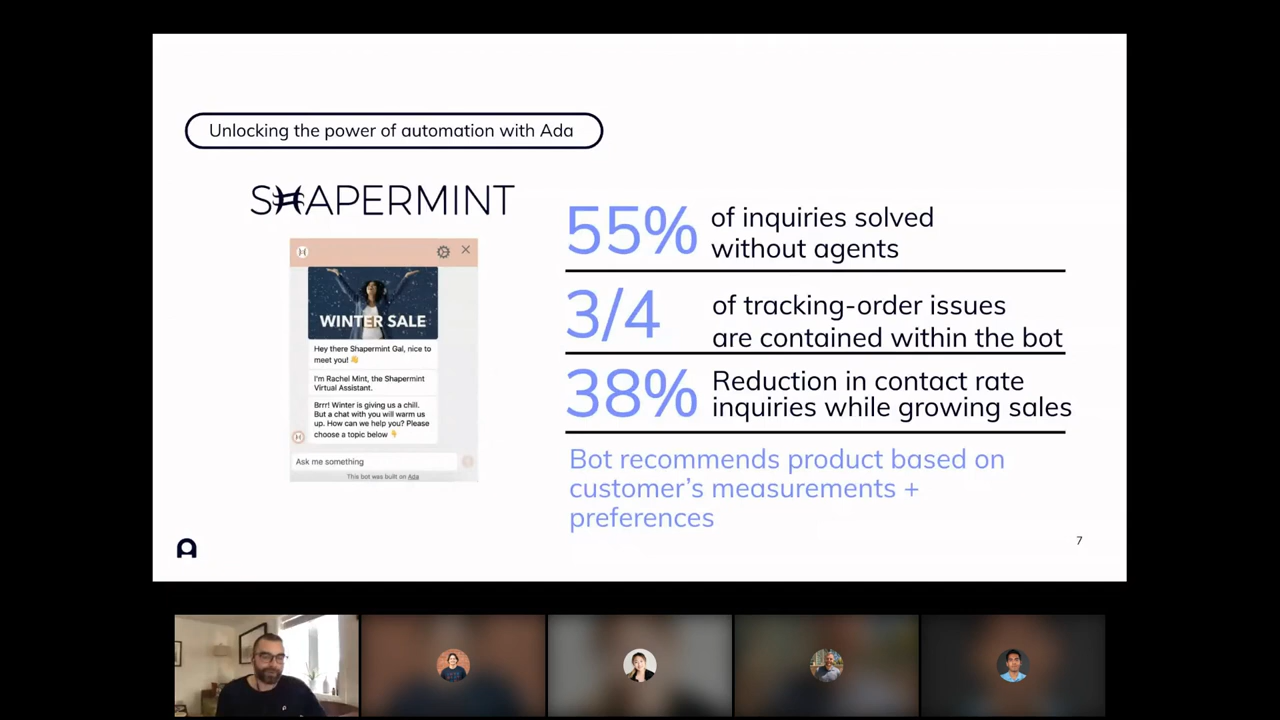 Unlocking the power of automation with Ada
SHAPERMINT
WINTER SALE
Hey there Shapermint Gal, nice to
meet you! 👋
I'm Rachel Mint, the Shapermint
Virtual Assistant.
Brrr! Winter is giving us a chill.
But a chat with you will warm us
up. How can we help you? Please
choose a topic below 👇
Ask me something
This bot was built on Ada
55% of inquiries solved
without agents
3/4 of tracking-order issues
are contained within the bot
38% Reduction in contact rate
inquiries while growing sales
Bot recommends product based on
customer's measurements +
preferences
7